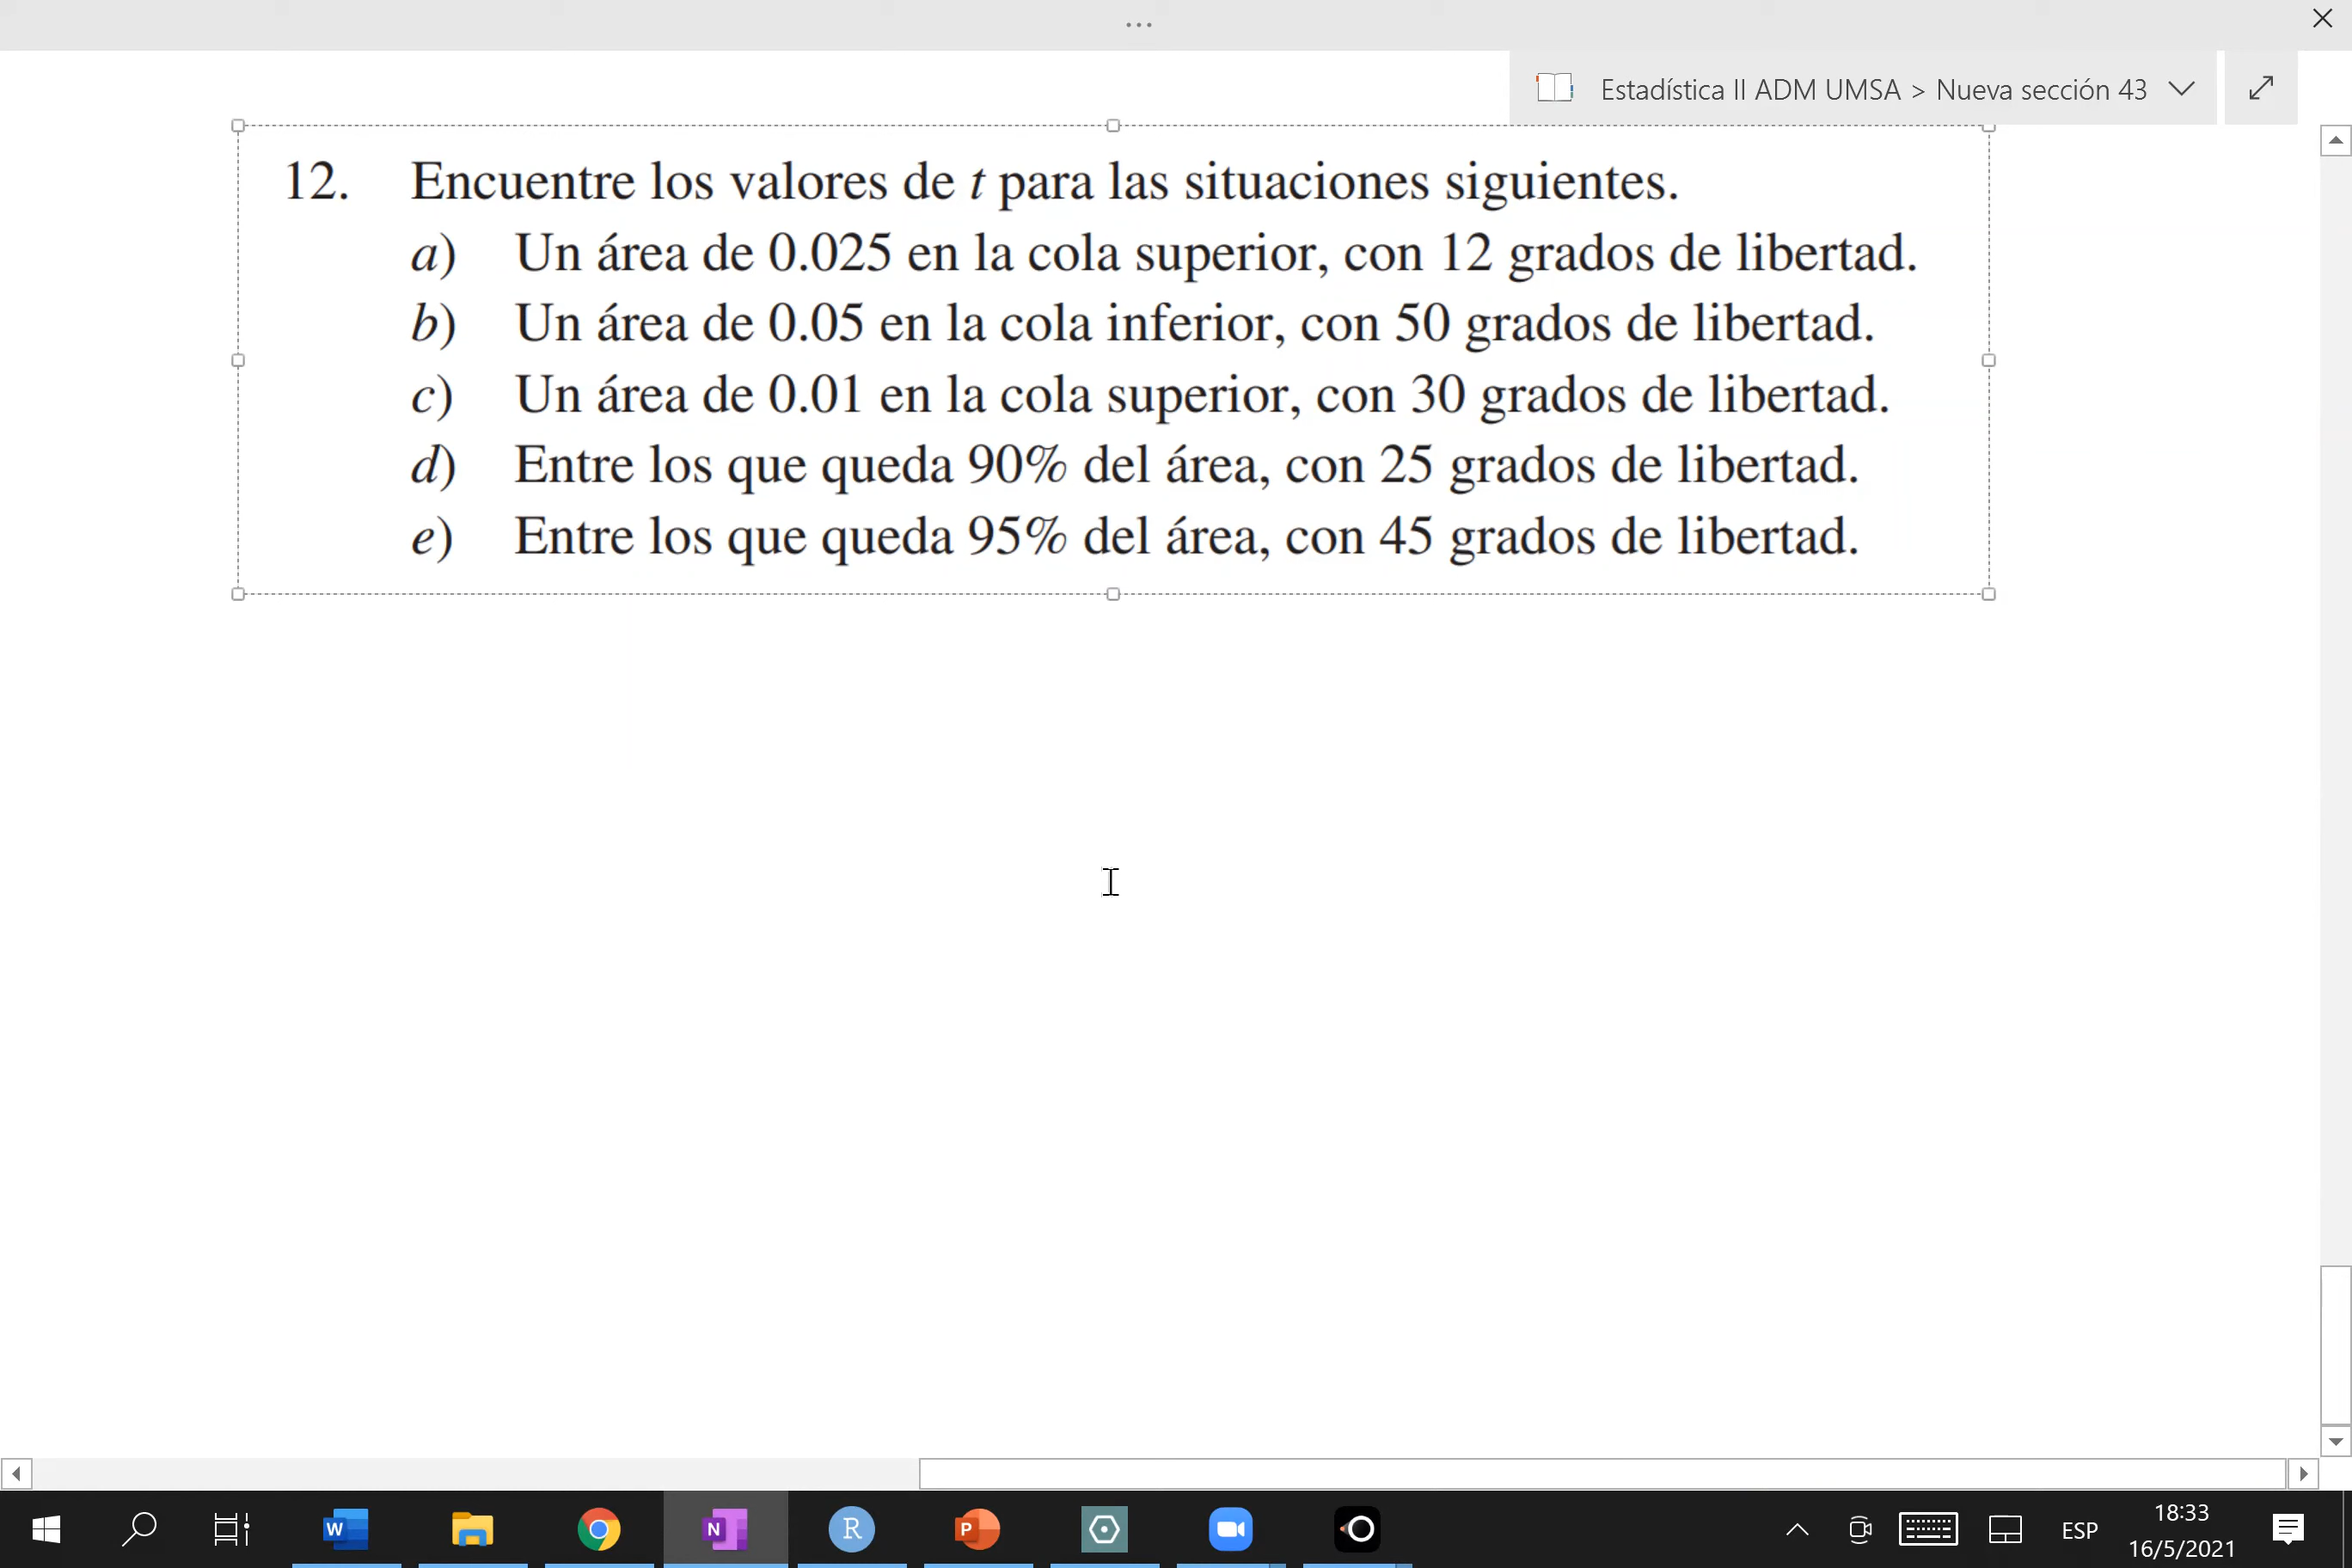 ...
Estadística II ADM UMSA > Nueva sección 43
12. Encuentre los valores de t para las situaciones siguientes.
a) Un área de 0.025 en la cola superior, con 12 grados de libertad.
b) Un área de 0.05 en la cola inferior, con 50 grados de libertad.
c) Un área de 0.01 en la cola superior, con 30 grados de libertad.
d) Entre los que queda 90% del área, con 25 grados de libertad.
e) Entre los que queda 95% del área, con 45 grados de libertad.
W
N
R
P
ESP
18:33
16/5/2021